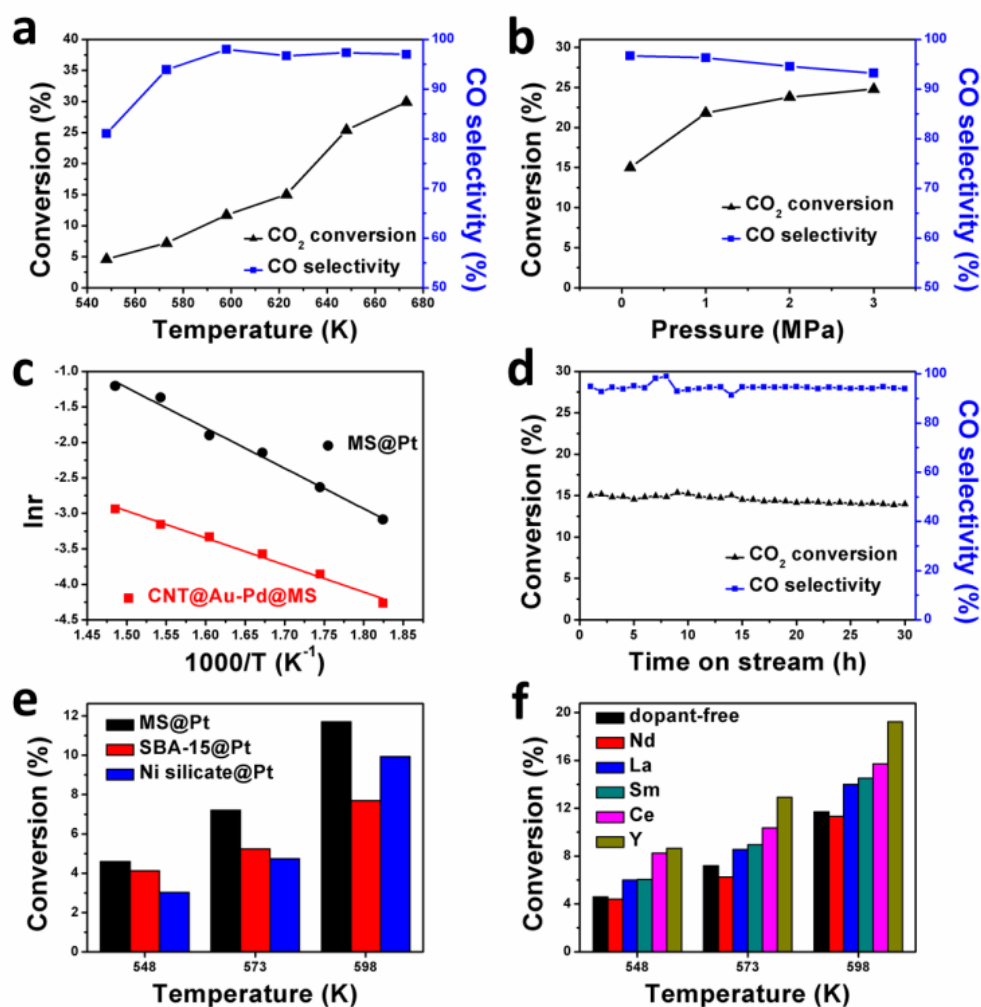 a
Conversion (%)
40
35
30
25
20
15
10
5
0
CO₂ conversion
CO selectivity
540 560 580 600 620 640 660 680
Temperature (K)
100
90
80
70
60
50
CO selectivity (%)
b
Conversion (%)
30
25
20
15
10
5
0
CO₂ conversion
CO selectivity
0 1 2 3
Pressure (MPa)
100
90
80
70
60
50
CO selectivity (%)
c
lnr
-1.0
-1.5
-2.0
-2.5
-3.0
-3.5
-4.0
-4.5
MS@Pt
CNT@Au-Pd@MS
1.45 1.50 1.55 1.60 1.65 1.70 1.75 1.80 1.85
1000/T (K⁻¹)
d
Conversion (%)
30
25
20
15
10
5
0
CO₂ conversion
CO selectivity
0 5 10 15 20 25 30
Time on stream (h)
100
80
60
40
20
0
CO selectivity (%)
e
Conversion (%)
12
10
8
6
4
2
0
MS@Pt
SBA-15@Pt
Ni silicate@Pt
548 573 598
Temperature (K)
f
Conversion (%)
20
16
12
8
4
0
dopant-free
Nd
La
Sm
Ce
Y
548 573 598
Temperature (K)